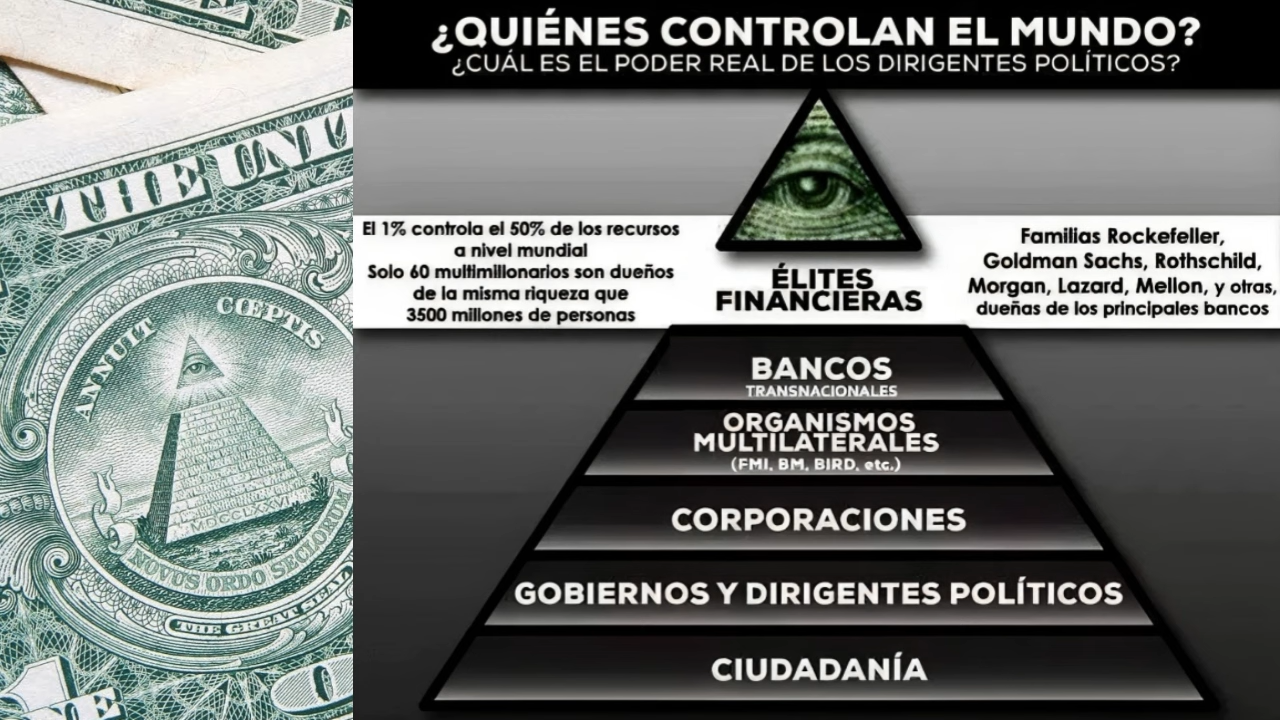 THE UNI
ANNUIT
CŒPTIS
MDCCLXXVI
NOVUS ORDO SECLORUM
THE GREAT SEAL
ONE
¿QUIÉNES CONTROLAN EL MUNDO?
¿CUÁL ES EL PODER REAL DE LOS DIRIGENTES POLÍTICOS?
El 1% controla el 50% de los recursos
a nivel mundial
Solo 60 multimillonarios son dueños
de la misma riqueza que
3500 millones de personas
ÉLITES
FINANCIERAS
Familias Rockefeller,
Goldman Sachs, Rothschild,
Morgan, Lazard, Mellon, y otras,
dueñas de los principales bancos
BANCOS
TRANSNACIONALES
ORGANISMOS
MULTILATERALES
(FMI, BM, BIRD, etc.)
CORPORACIONES
GOBIERNOS Y DIRIGENTES POLÍTICOS
CIUDADANÍA